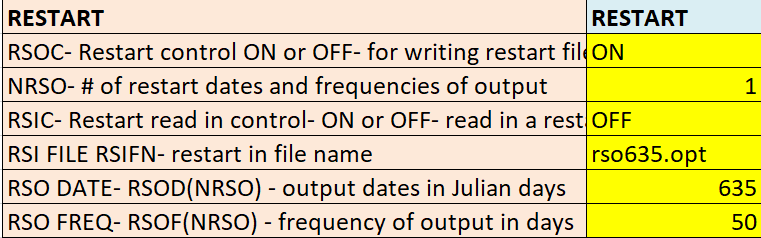 RESTART RESTART
RSOC- Restart control ON or OFF- for writing restart file ON
NRSO- # of restart dates and frequencies of output 1
RSIC- Restart read in control- ON or OFF- read in a rest OFF
RSI FILE RSIFN- restart in file name rso635.opt
RSO DATE- RSOD(NRSO) - output dates in Julian days 635
RSO FREQ- RSOF(NRSO) - frequency of output in days 50